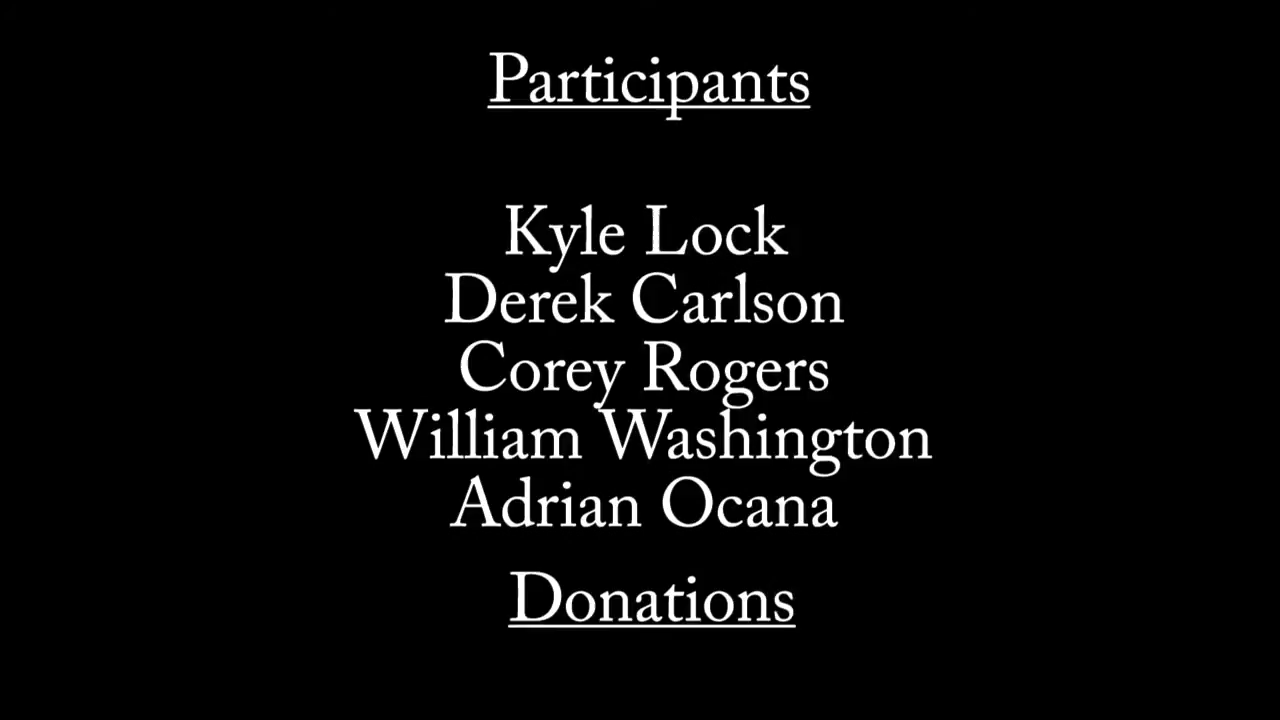 Participants
Kyle Lock
Derek Carlson
Corey Rogers
William Washington
Adrian Ocana
Donations